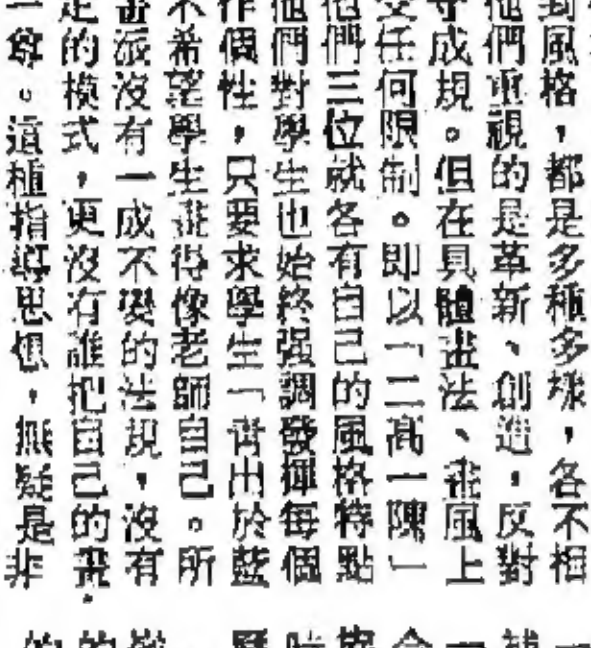 到風格，都是多種多樣，各不相
他們重視的是革新、創造，反對
守成規。但在具體畫法、畫風上
受任何限制。即以「二高一陳」
他們三位就各有自己的風格特點
他們對學生也始終强調發揮每個
作個性，只要求學生「青出於藍
不希望學生畫得像老師自己。所
畫派沒有一成不變的法規，沒有
定的模式，更沒有誰把自己的畫
一尊。這種指導思想，無疑是非